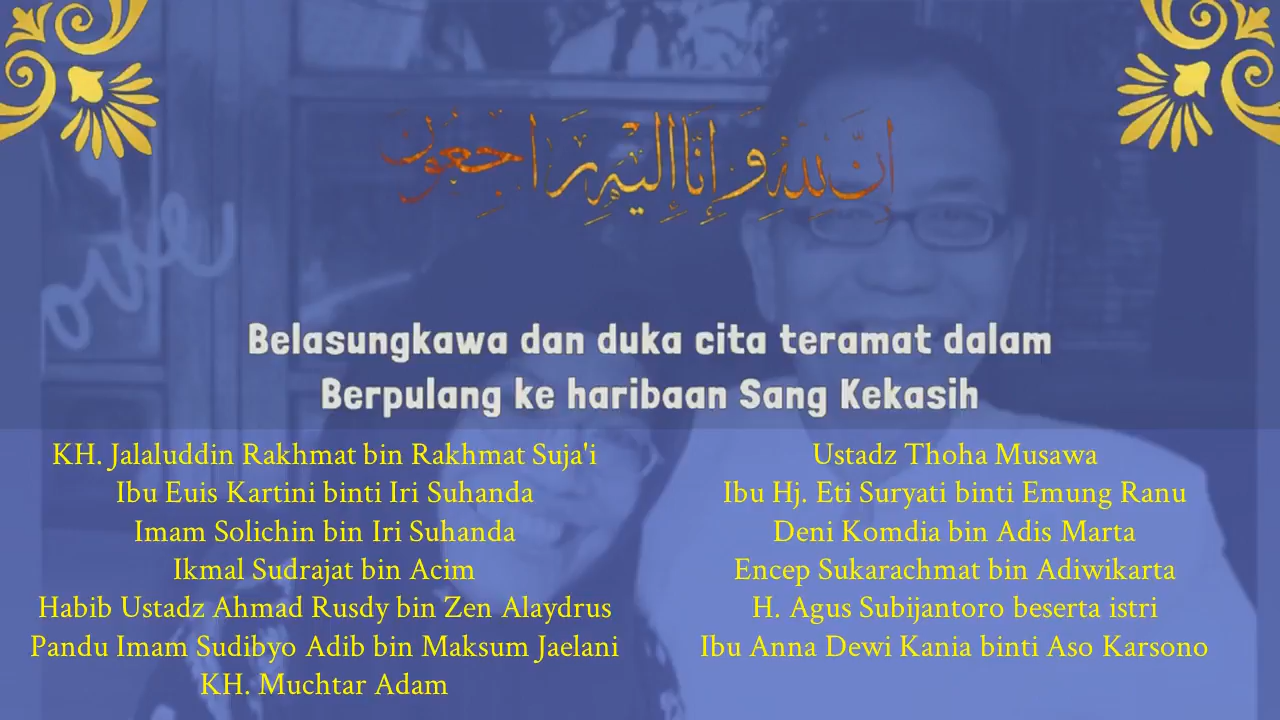 ove
اِنَّ لِلّهِ وَاِنَّا اِلَيْهِ رَاجِعُوْنَ
Belasungkawa dan duka cita teramat dalam
Berpulang ke haribaan Sang Kekasih
KH. Jalaluddin Rakhmat bin Rakhmat Suja'i
Ibu Euis Kartini binti Iri Suhanda
Imam Solichin bin Iri Suhanda
Ikmal Sudrajat bin Acim
Habib Ustadz Ahmad Rusdy bin Zen Alaydrus
Pandu Imam Sudibyo Adib bin Maksum Jaelani
KH. Muchtar Adam
Ustadz Thoha Musawa
Ibu Hj. Eti Suryati binti Emung Ranu
Deni Komdia bin Adis Marta
Encep Sukarachmat bin Adiwikarta
H. Agus Subijantoro beserta istri
Ibu Anna Dewi Kania binti Aso Karsono